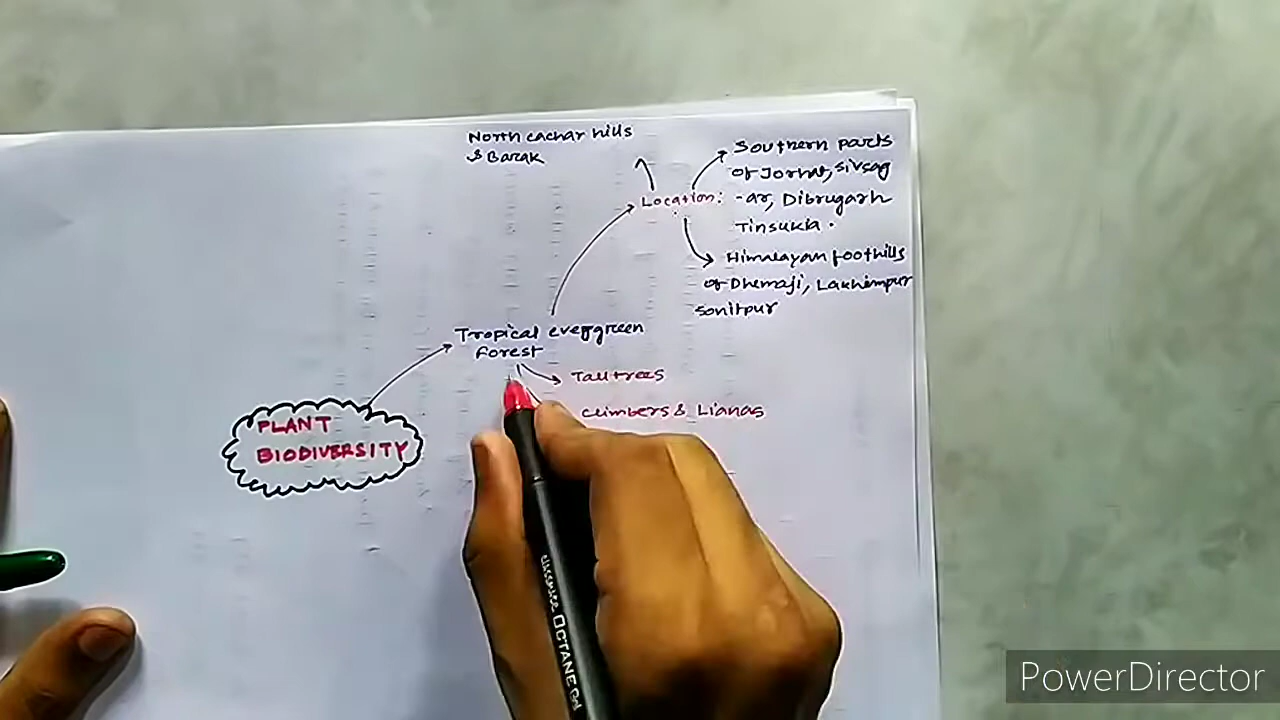 North cachar hills
& Barak
Southern parts
of Jorhat, sivsag
-ar, Dibrugarh
Tinsukia.
Location:
Himalayan foothills
of Dhemaji, Lakhimpur
sonitpur
Tropical evergreen
forest
Tall trees
climbers & Lianas
PLANT
BIODIVERSITY
OCTANE Gel
PowerDirector